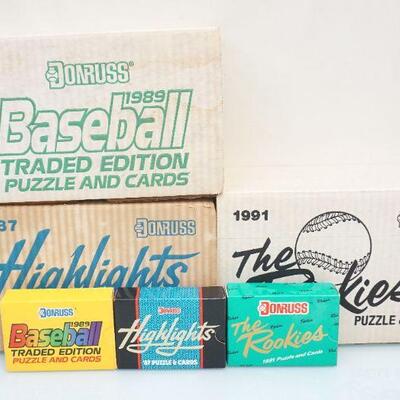 DONRUSS
1989
Baseball
TRADED EDITION
PUZZLE AND CARDS
87
DONRUSS
Highlights
1991
The
PUZZLE &
DONRUSS
1989
Baseball
TRADED EDITION
PUZZLE AND CARDS
DONRUSS
Highlights
'87 PUZZLE & CARDS
DONRUSS
The
Rookies
1991 Puzzle and Cards